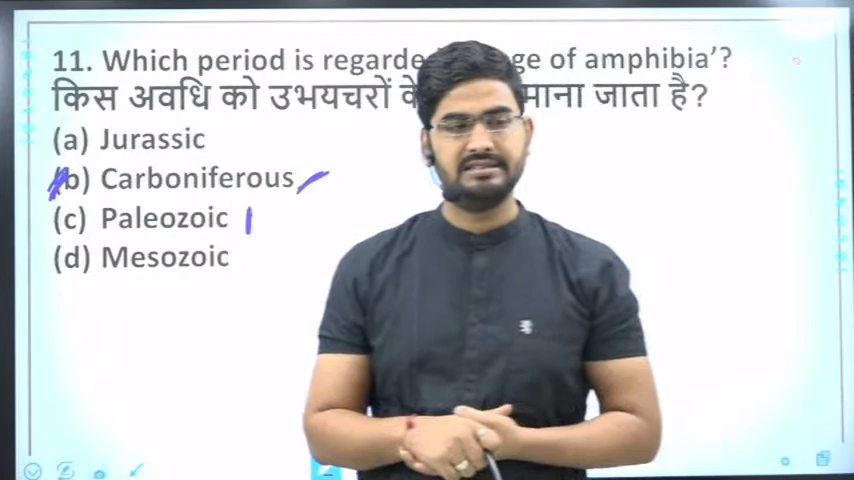 11. Which period is regarde ge of amphibia'?
किस अवधि को उभयचरों के माना जाता है?
(a) Jurassic
(b) Carboniferous
(c) Paleozoic
(d) Mesozoic